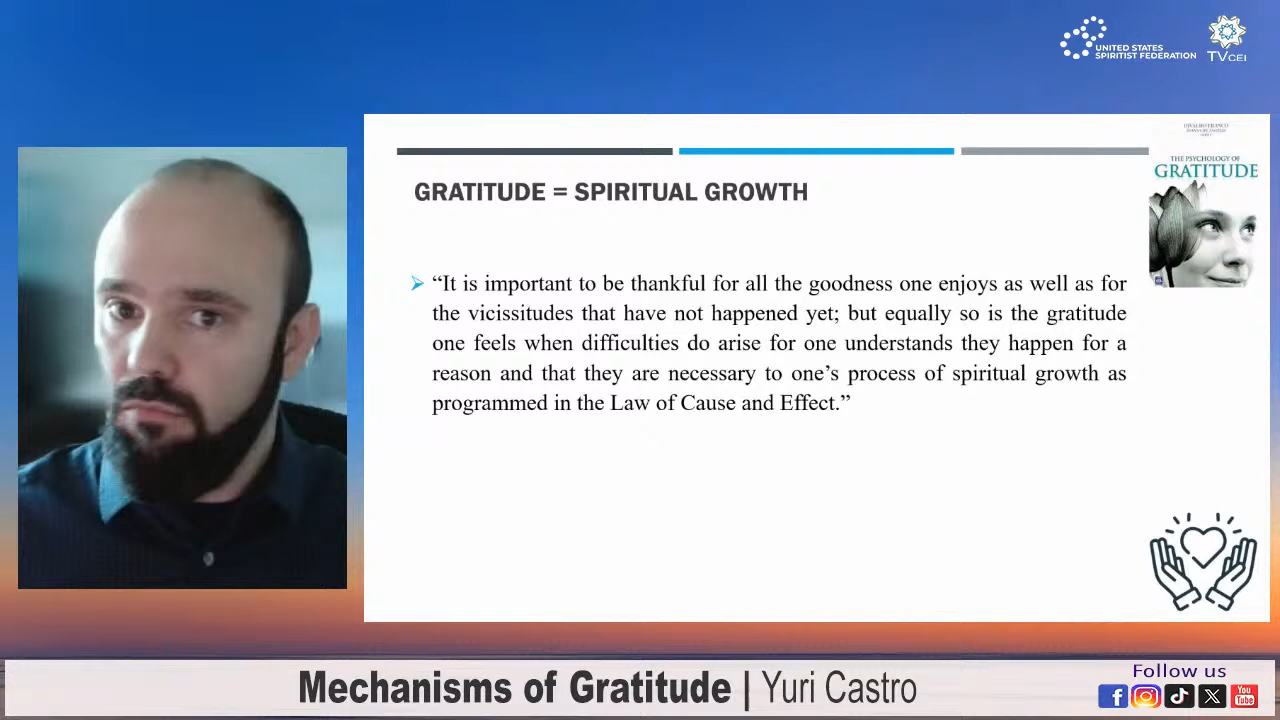 UNITED STATES
SPIRITIST FEDERATION
TVCEI
DIVALDO FRANCO
THE PSYCHOLOGY OF
GRATITUDE
GRATITUDE = SPIRITUAL GROWTH
➢ “It is important to be thankful for all the goodness one enjoys as well as for
the vicissitudes that have not happened yet; but equally so is the gratitude
one feels when difficulties do arise for one understands they happen for a
reason and that they are necessary to one’s process of spiritual growth as
programmed in the Law of Cause and Effect.”
Mechanisms of Gratitude | Yuri Castro
Follow us
You
Tube